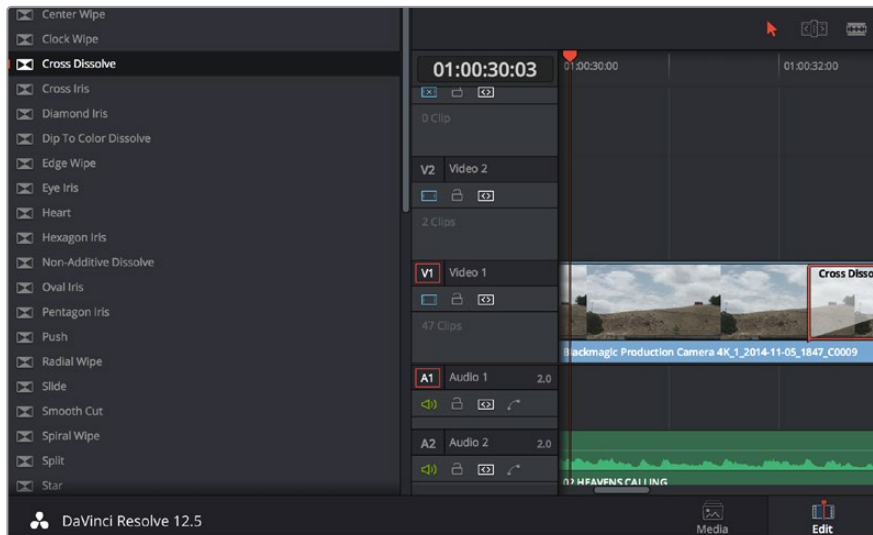 Center Wipe
Clock Wipe
Cross Dissolve
Cross Iris
Diamond Iris
Dip To Color Dissolve
Edge Wipe
Eye Iris
Heart
Hexagon Iris
Non-Additive Dissolve
Oval Iris
Pentagon Iris
Push
Radial Wipe
Slide
Smooth Cut
Spiral Wipe
Split
Star
01:00:30:03
01:00:30:00
01:00:32:00
0 Clip
V2 Video 2
2 Clips
V1 Video 1
47 Clips
Cross Disso
Blackmagic Production Camera 4K_1_2014-11-05_1847_C0009
A1 Audio 1 2.0
A2 Audio 2 2.0
02 HEAVENS CALLING
DaVinci Resolve 12.5
Media
Edit